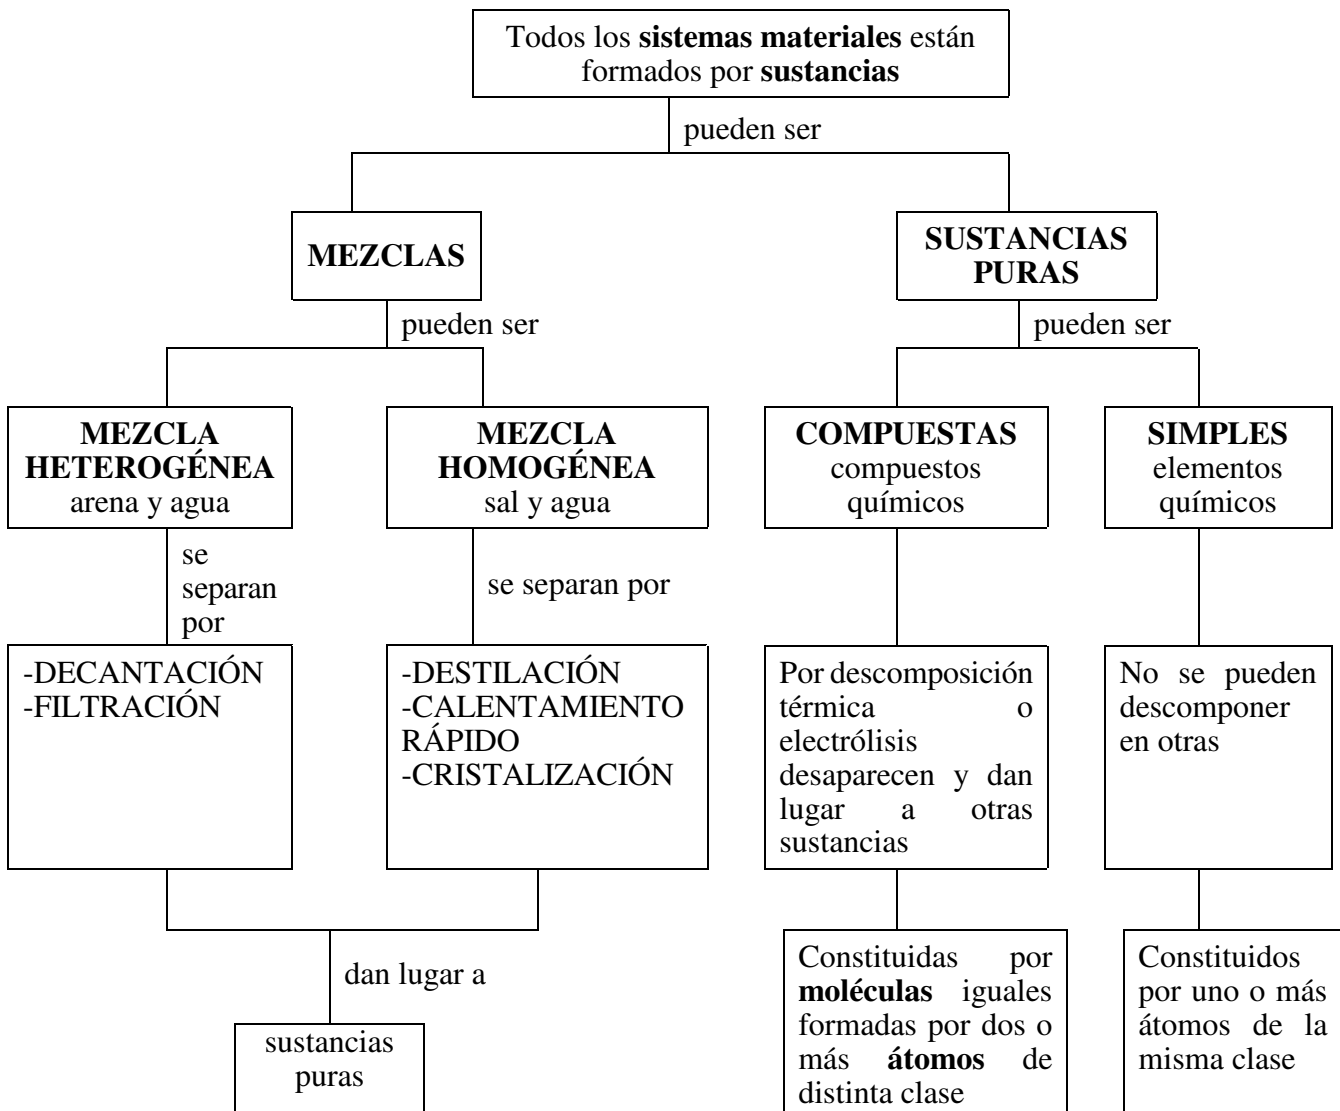 Todos los sistemas materiales están
formados por sustancias
pueden ser
MEZCLAS
SUSTANCIAS
PURAS
pueden ser
pueden ser
MEZCLA
HETEROGÉNEA
arena y agua
MEZCLA
HOMOGÉNEA
sal y agua
COMPUESTAS
compuestos
químicos
SIMPLES
elementos
químicos
se
separan
por
se separan por
-DECANTACIÓN
-FILTRACIÓN
-DESTILACIÓN
-CALENTAMIENTO
RÁPIDO
-CRISTALIZACIÓN
Por descomposición
térmica o
electrólisis
desaparecen y dan
lugar a otras
sustancias
No se pueden
descomponer
en otras
dan lugar a
sustancias
puras
Constituidas por
moléculas iguales
formadas por dos o
más átomos de
distinta clase
Constituidos
por uno o más
átomos de la
misma clase